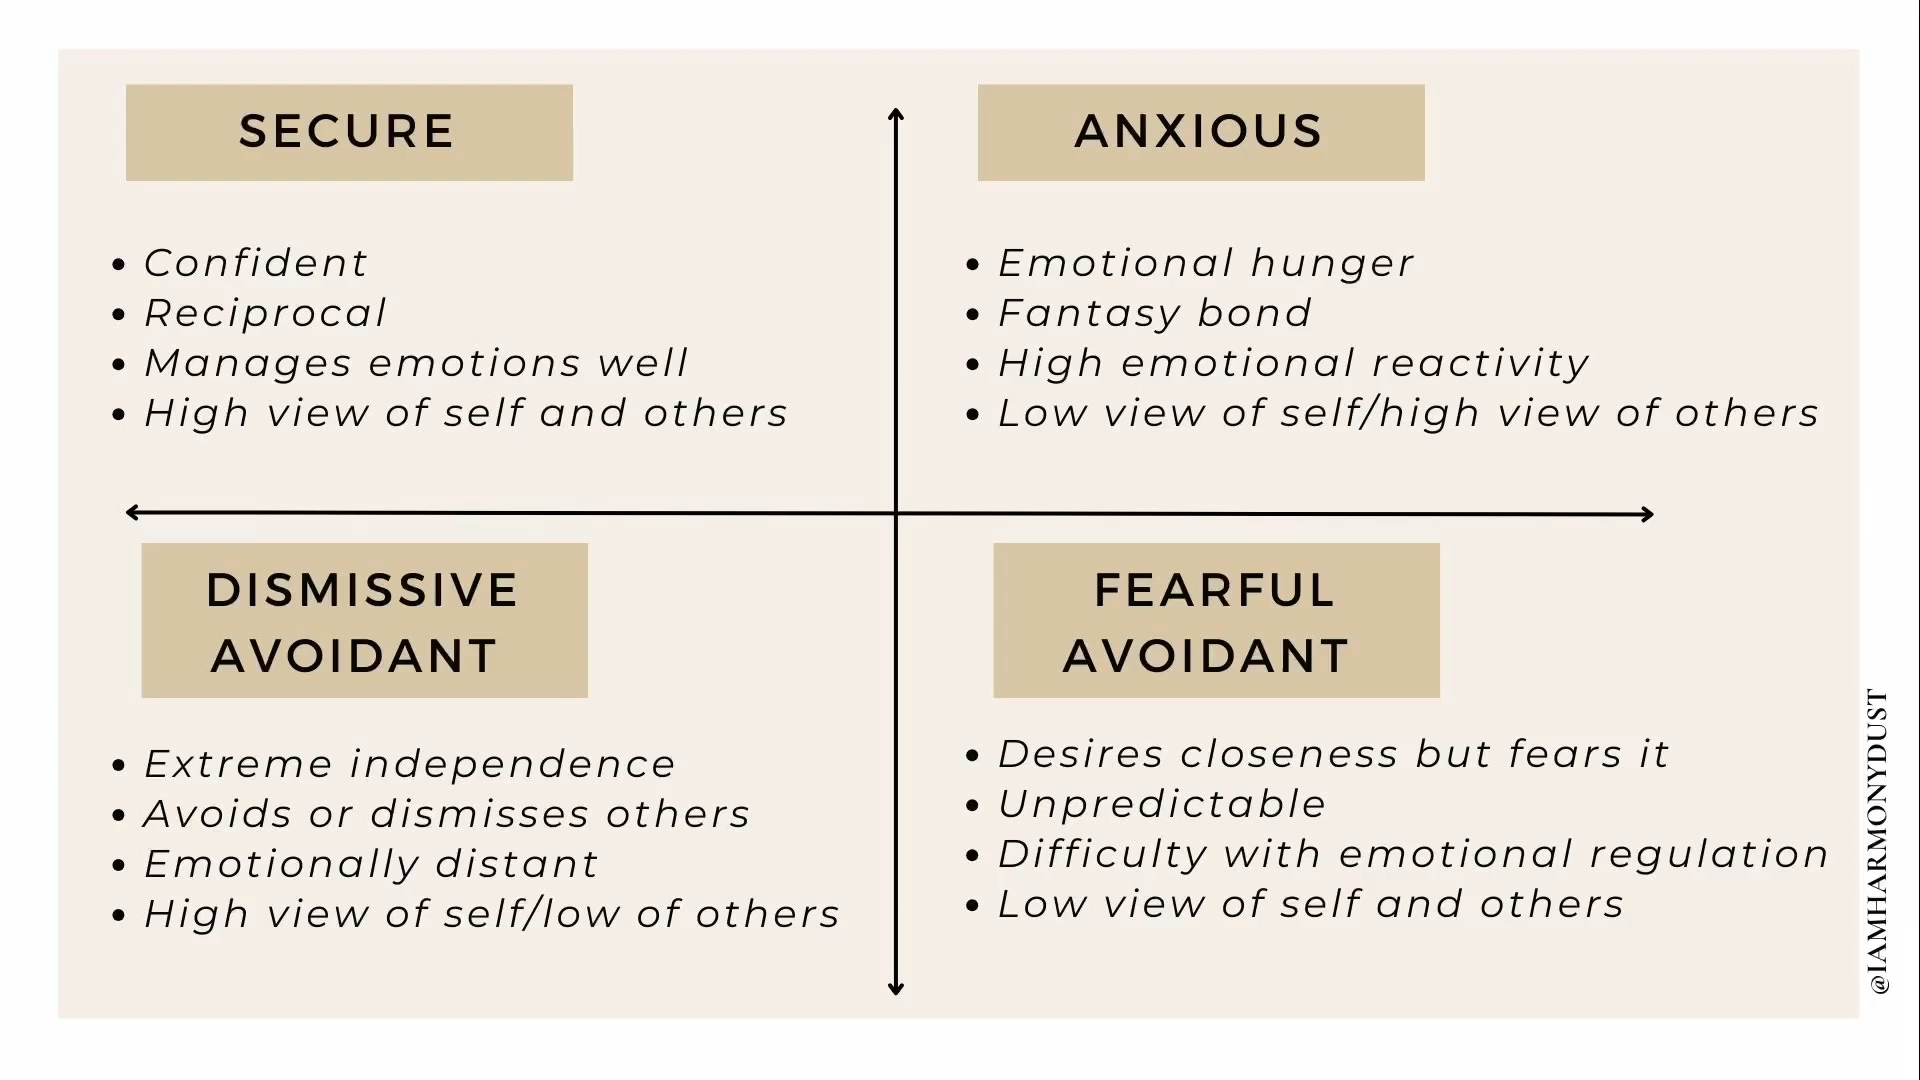 SECURE
• Confident
• Reciprocal
• Manages emotions well
• High view of self and others
ANXIOUS
• Emotional hunger
• Fantasy bond
• High emotional reactivity
• Low view of self/high view of others
DISMISSIVE
AVOIDANT
• Extreme independence
• Avoids or dismisses others
• Emotionally distant
• High view of self/low of others
FEARFUL
AVOIDANT
• Desires closeness but fears it
• Unpredictable
• Difficulty with emotional regulation
• Low view of self and others
@IAMHARMONYDUST